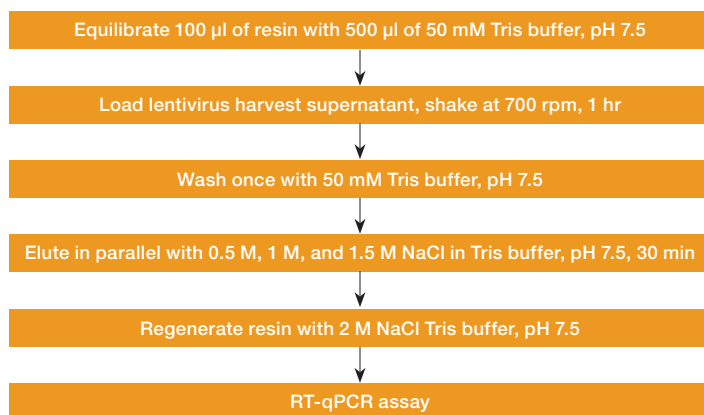 Equilibrate 100 µl of resin with 500 µl of 50 mM Tris buffer, pH 7.5
Load lentivirus harvest supernatant, shake at 700 rpm, 1 hr
Wash once with 50 mM Tris buffer, pH 7.5
Elute in parallel with 0.5 M, 1 M, and 1.5 M NaCl in Tris buffer, pH 7.5, 30 min
Regenerate resin with 2 M NaCl Tris buffer, pH 7.5
RT-qPCR assay